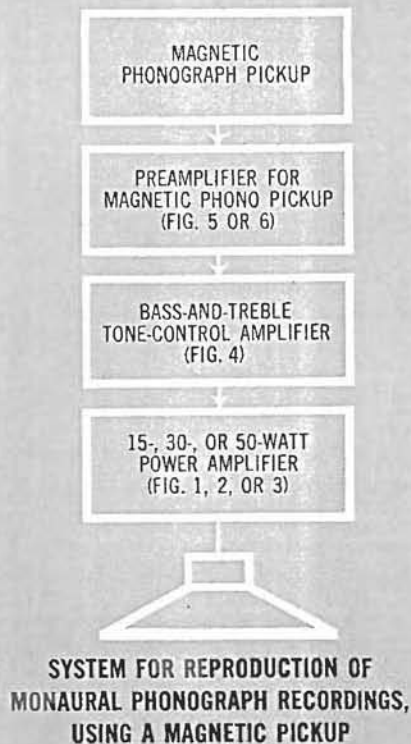 MAGNETIC
PHONOGRAPH PICKUP
PREAMPLIFIER FOR
MAGNETIC PHONO PICKUP
(FIG. 5 OR 6)
BASS-AND-TREBLE
TONE-CONTROL AMPLIFIER
(FIG. 4)
15-, 30-, OR 50-WATT
POWER AMPLIFIER
(FIG. 1, 2, OR 3)
SYSTEM FOR REPRODUCTION OF
MONAURAL PHONOGRAPH RECORDINGS,
USING A MAGNETIC PICKUP